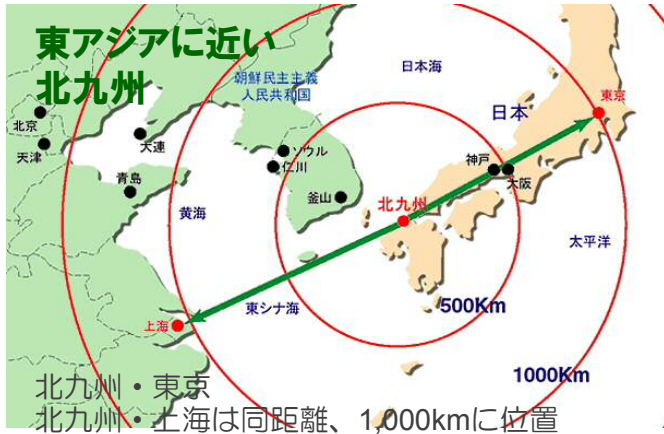 東アジアに近い
北九州
朝鮮民主主義
人民共和国
日本海
日本
東京
北京
天津
大連
ソウル
仁川
神戸
大阪
青島
釜山
黄海
北九州
太平洋
東シナ海
500Km
上海
1000Km
北九州・東京
北九州・上海は同距離、1,000kmに位置